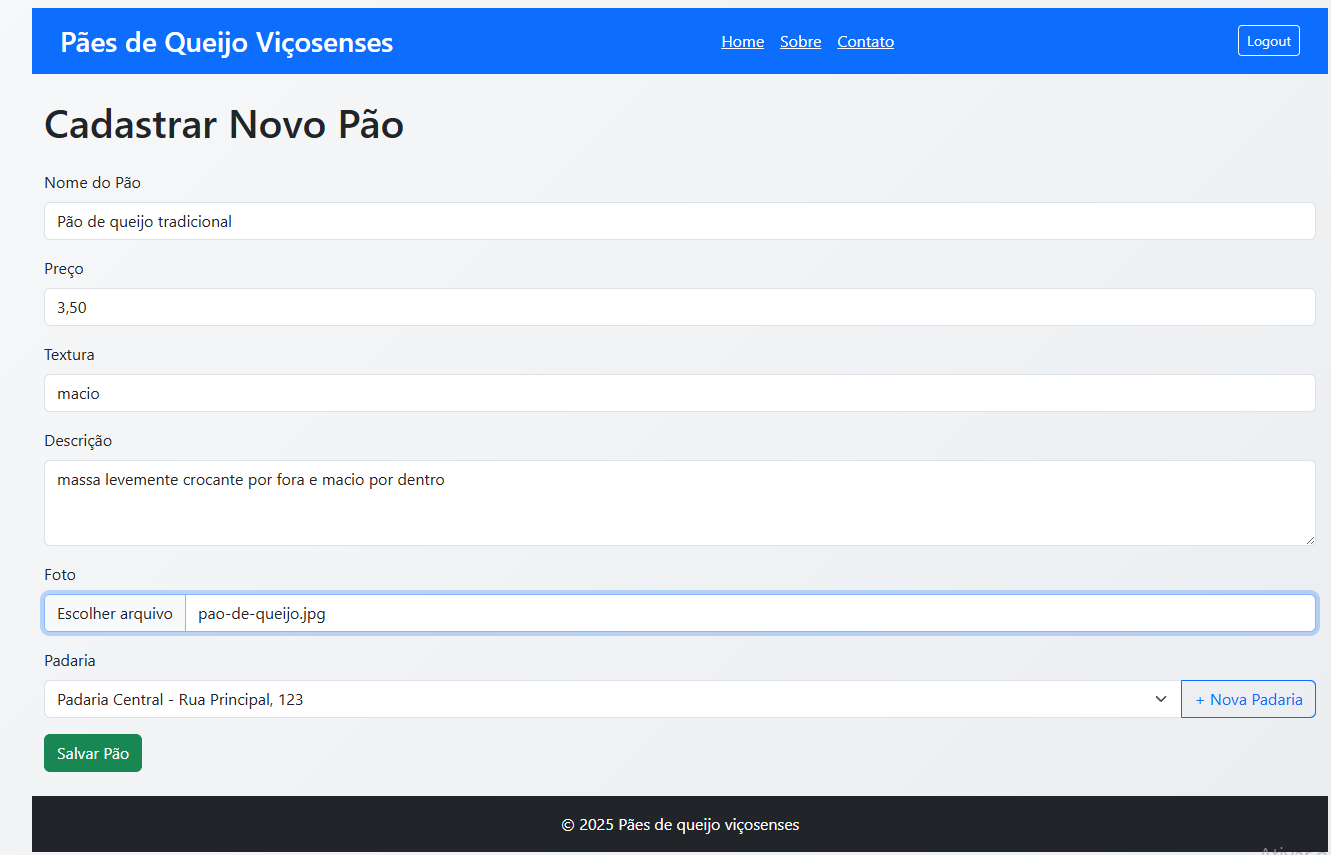 Pães de Queijo Viçosenses
Home Sobre Contato
Logout
Cadastrar Novo Pão
Nome do Pão
Pão de queijo tradicional
Preço
3,50
Textura
macio
Descrição
massa levemente crocante por fora e macio por dentro
Foto
Escolher arquivo pao-de-queijo.jpg
Padaria
Padaria Central - Rua Principal, 123
+ Nova Padaria
Salvar Pão
© 2025 Pães de queijo viçosenses